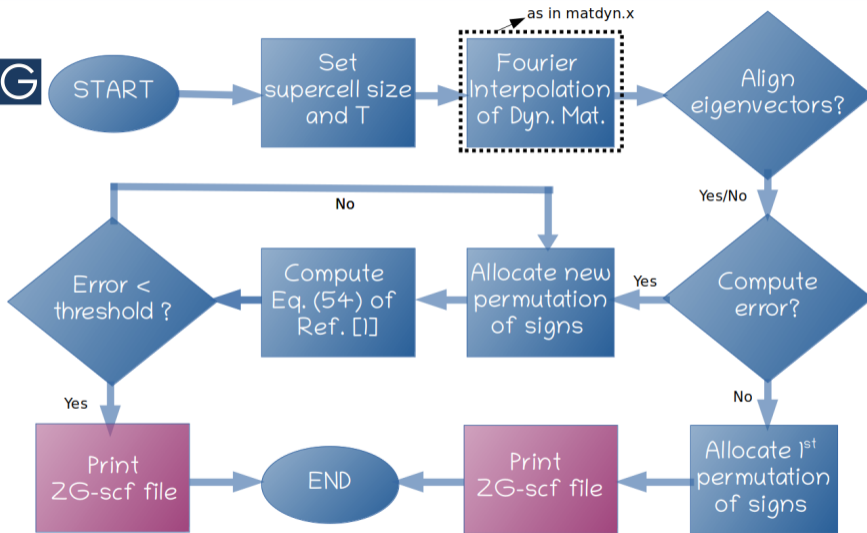 as in matdyn.x
G
START
Set
supercell size
and T
Fourier
Interpolation
of Dyn. Mat.
Align
eigenvectors?
Yes/No
No
Error <
threshold ?
Compute
Eq. (54) of
Ref. [1]
Allocate new
permutation
of signs
Yes
Compute
error?
Yes
No
Print
ZG-scf file
END
Print
ZG-scf file
Allocate 1st
permutation
of signs